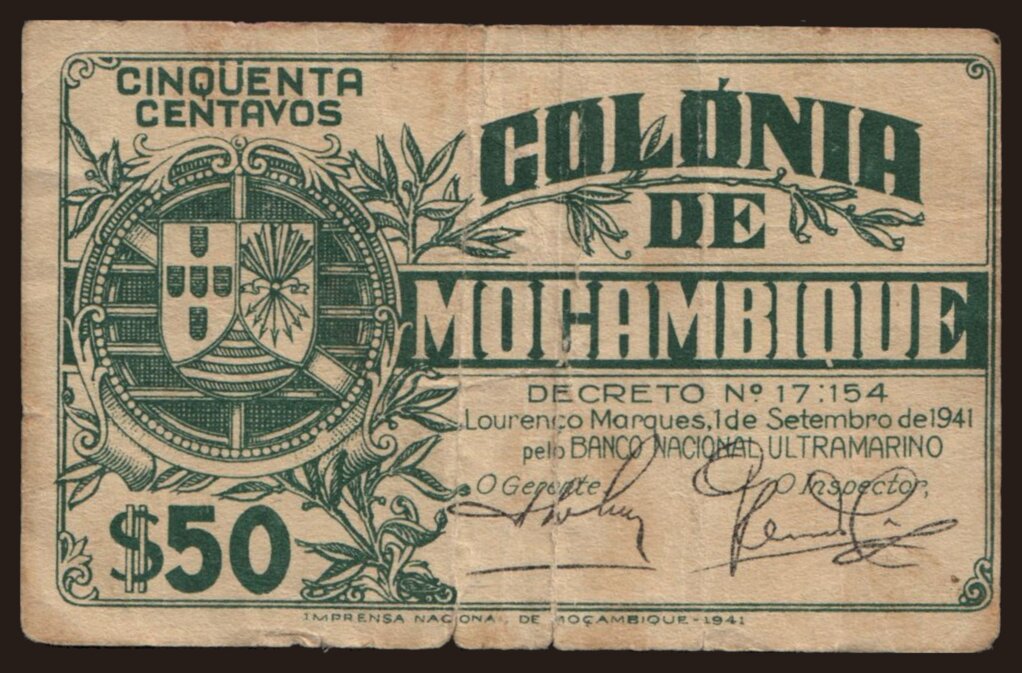 CINQÜENTA
CENTAVOS
COLÓNIA
DE
MOÇAMBIQUE
DECRETO Nº 17:154
Lourenço Marques, 1 de Setembro de 1941
pelo BANCO NACIONAL ULTRAMARINO
O Gerente, O Inspector,
$50
IMPRENSA NACIONAL DE MOÇAMBIQUE-1941